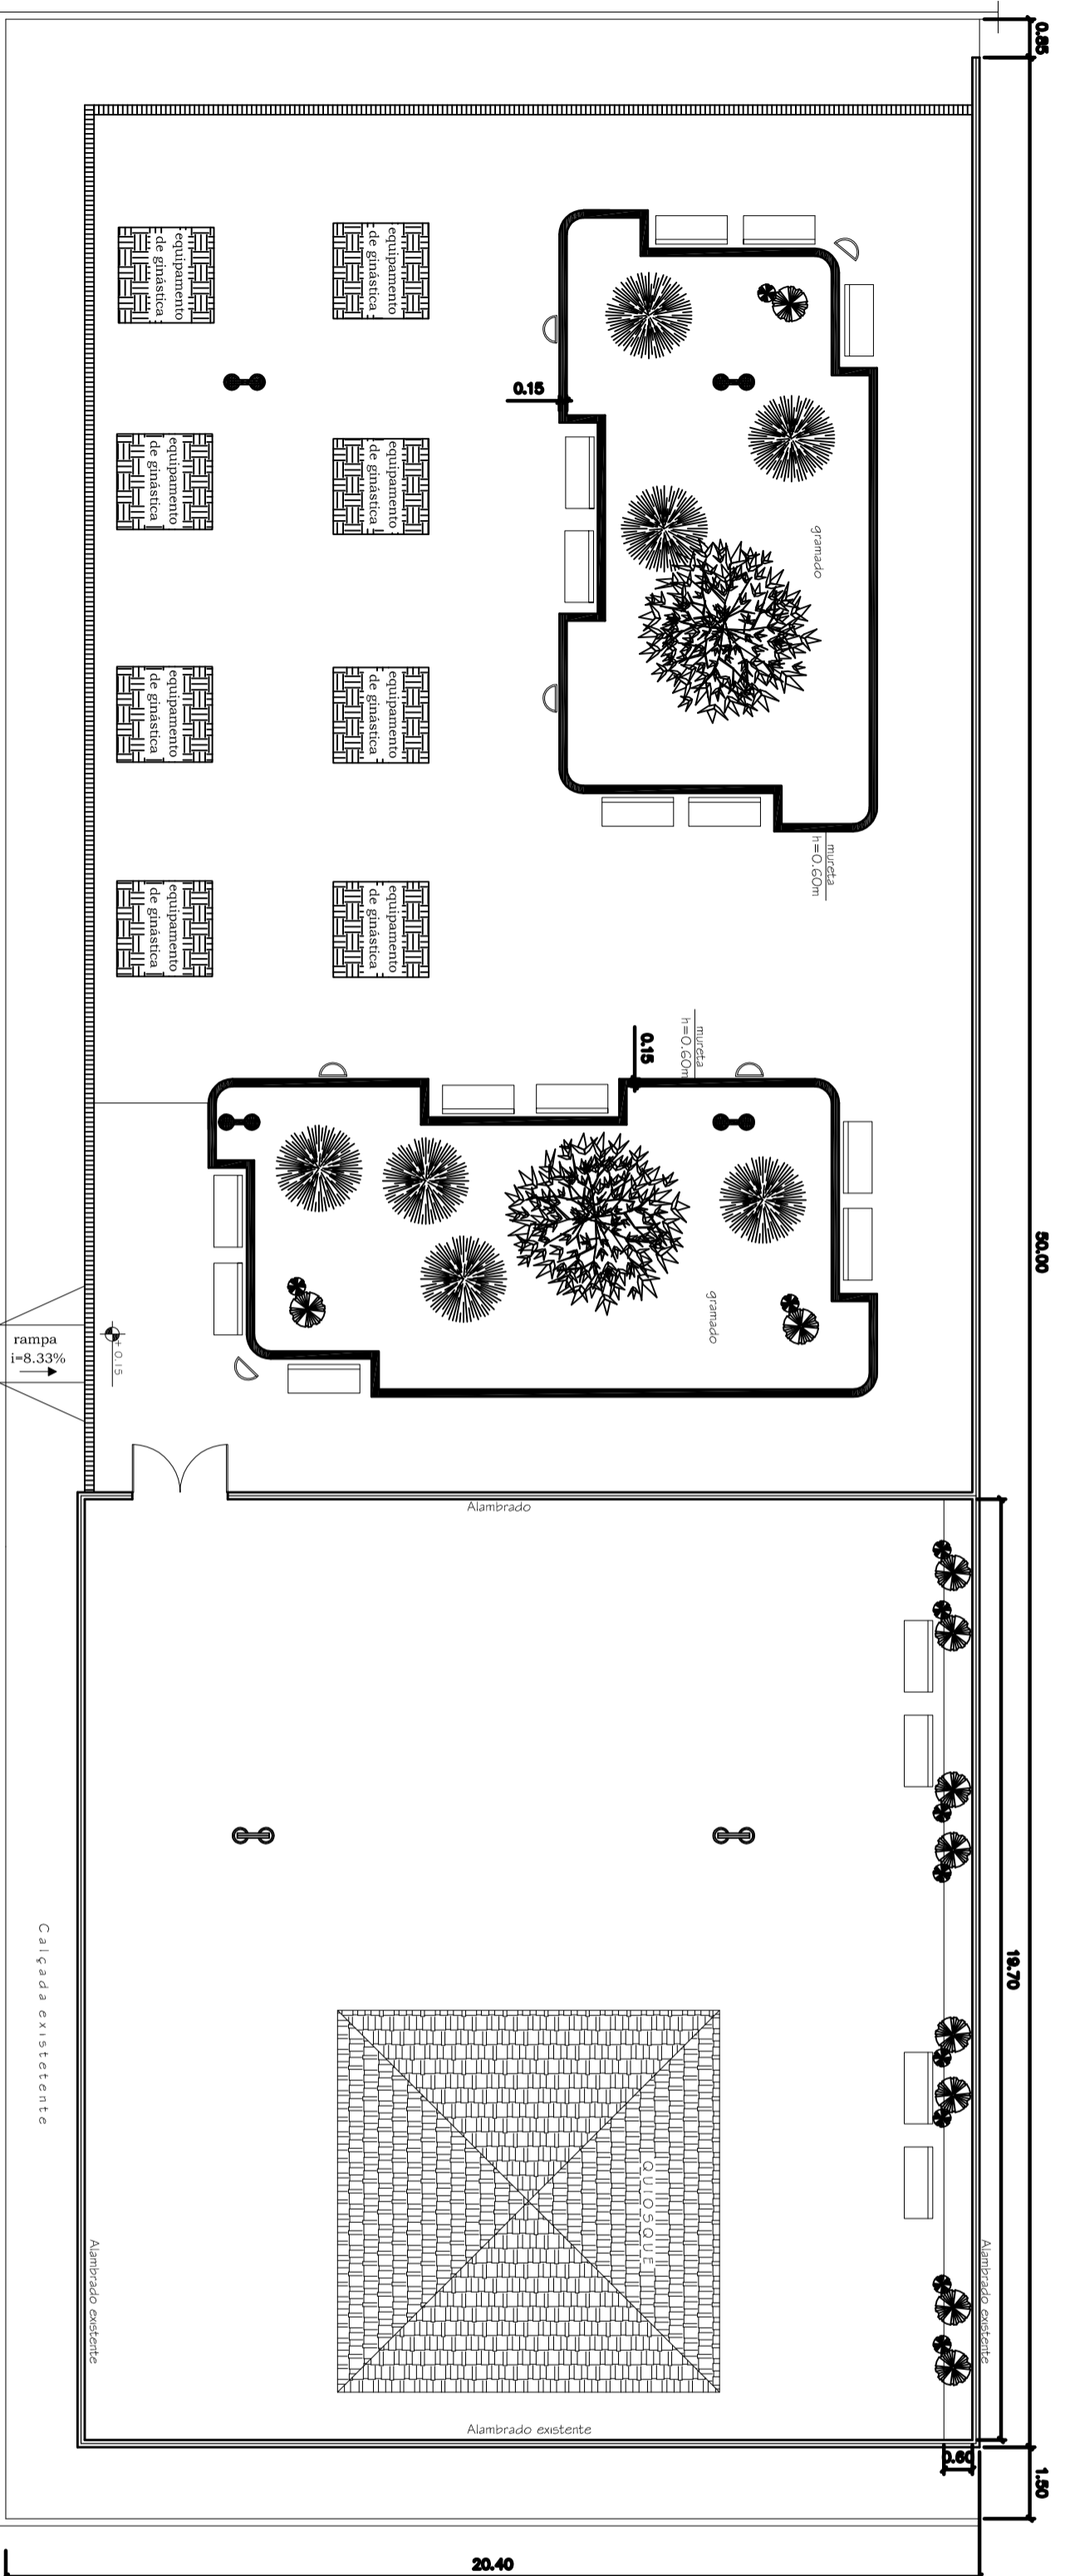 0.85
equipamento
de ginástica
equipamento
de ginástica
0.15
equipamento
de ginástica
equipamento
de ginástica
gramado
equipamento
de ginástica
equipamento
de ginástica
mureta
h=0.60m
equipamento
de ginástica
equipamento
de ginástica
mureta
h=0.60m
0.15
50.00
gramado
rampa
i=8.33%
+ 0.15
Alambrado
19.70
Calçada existetente
QUIOSQUE
Alambrado existente
Alambrado existente
Alambrado existente
0.60
1.50
20.40